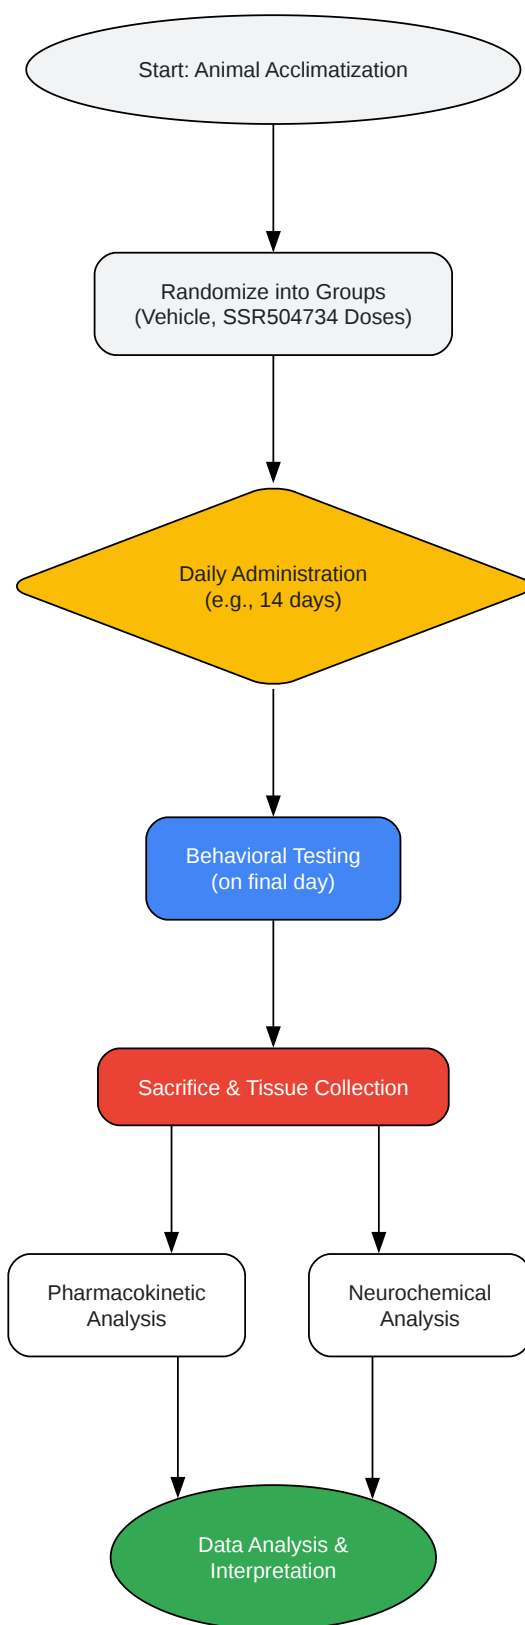 Start: Animal Acclimatization
Randomize into Groups
(Vehicle, SSR504734 Doses)
Daily Administration
(e.g., 14 days)
Behavioral Testing
(on final day)
Sacrifice & Tissue Collection
Pharmacokinetic
Analysis
Neurochemical
Analysis
Data Analysis &
Interpretation